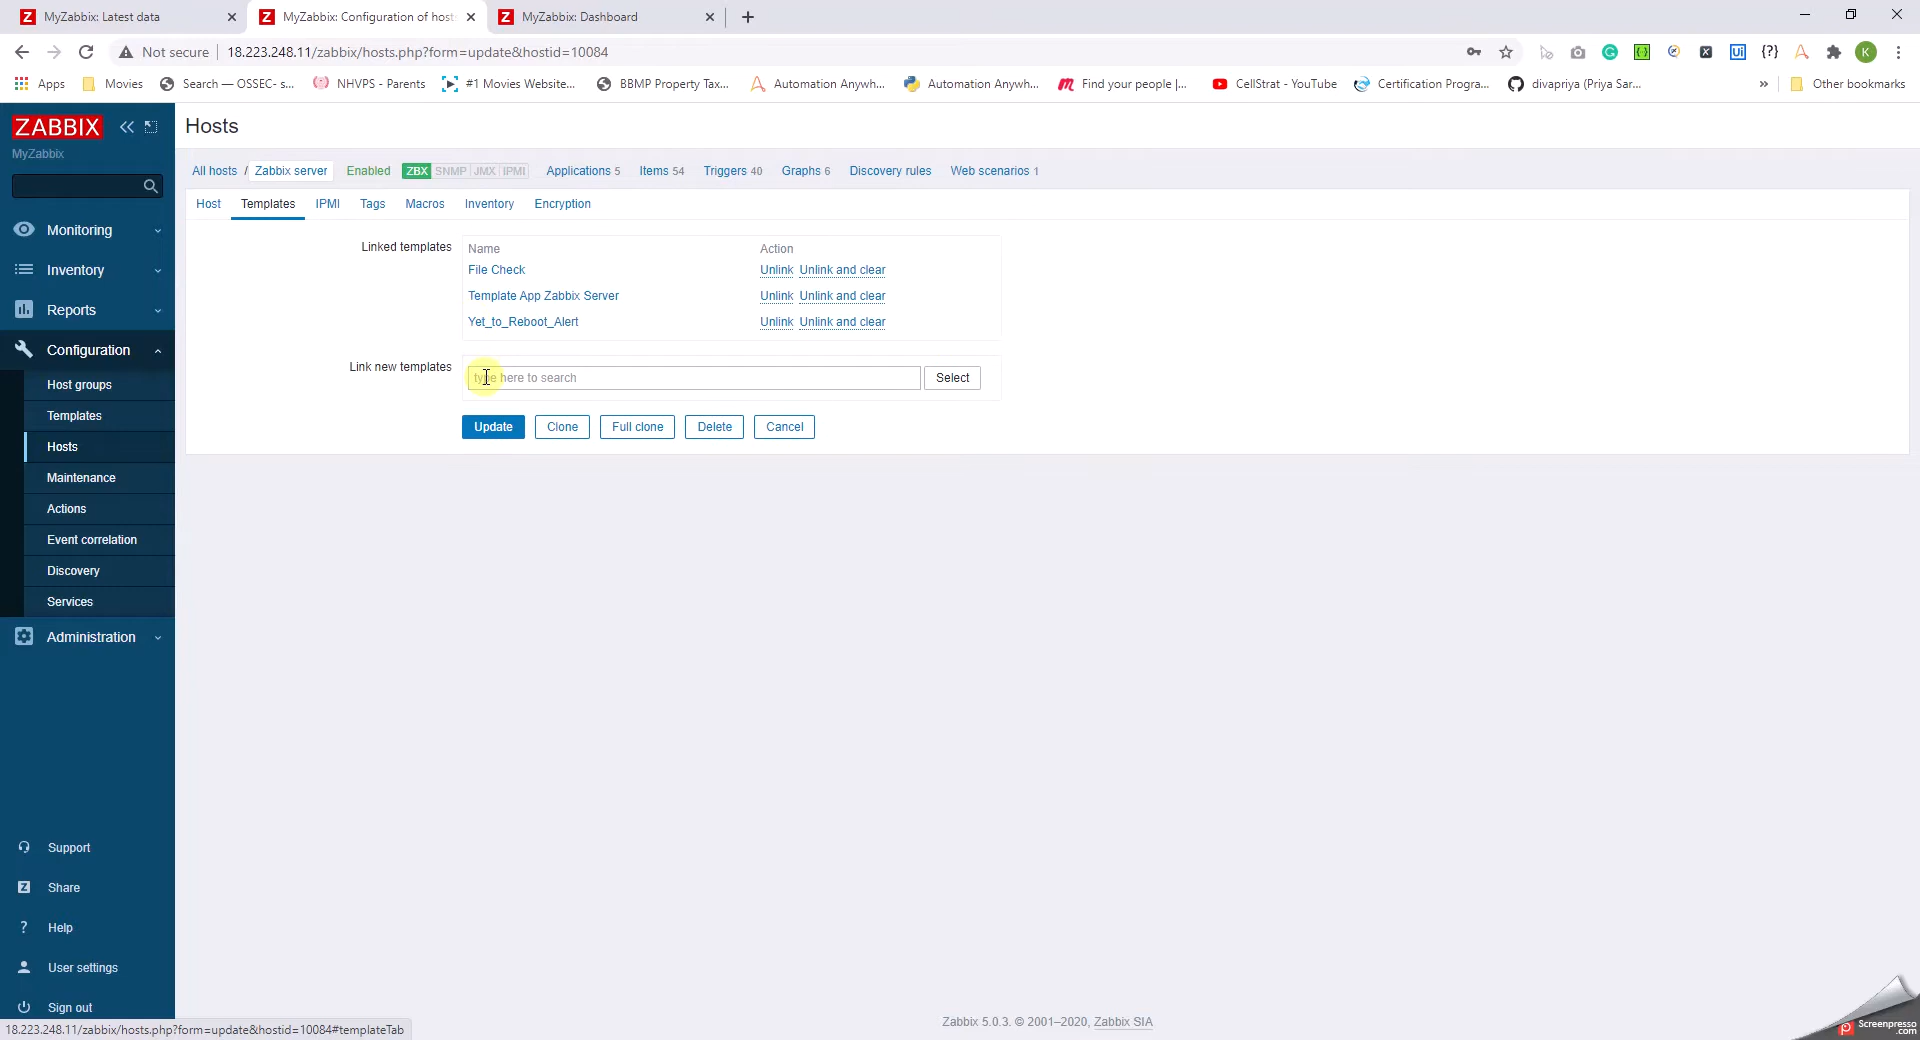 MyZabbix: Latest data
MyZabbix: Configuration of host
MyZabbix: Dashboard
Not secure
18.223.248.11/zabbix/hosts.php?form=update&hostid=10084
Apps
Movies
Search — OSSEC- s...
NHVPS - Parents
#1 Movies Website...
BBMP Property Tax...
Automation Anywh...
Automation Anywh...
Find your people |...
CellStrat - YouTube
Certification Progra...
divapriya (Priya Sar...
»
Other bookmarks
ZABBIX
MyZabbix
Monitoring
Inventory
Reports
Configuration
Host groups
Templates
Hosts
Maintenance
Actions
Event correlation
Discovery
Services
Administration
Support
Share
Help
User settings
Sign out
Hosts
All hosts / Zabbix server Enabled ZBX SNMP JMX IPMI Applications 5 Items 54 Triggers 40 Graphs 6 Discovery rules Web scenarios 1
Host Templates IPMI Tags Macros Inventory Encryption
Linked templates
Name Action
File Check Unlink Unlink and clear
Template App Zabbix Server Unlink Unlink and clear
Yet_to_Reboot_Alert Unlink Unlink and clear
Link new templates
type here to search
Select
Update Clone Full clone Delete Cancel
Zabbix 5.0.3. © 2001–2020, Zabbix SIA
18.223.248.11/zabbix/hosts.php?form=update&hostid=10084#templateTab
Screenpresso
.com